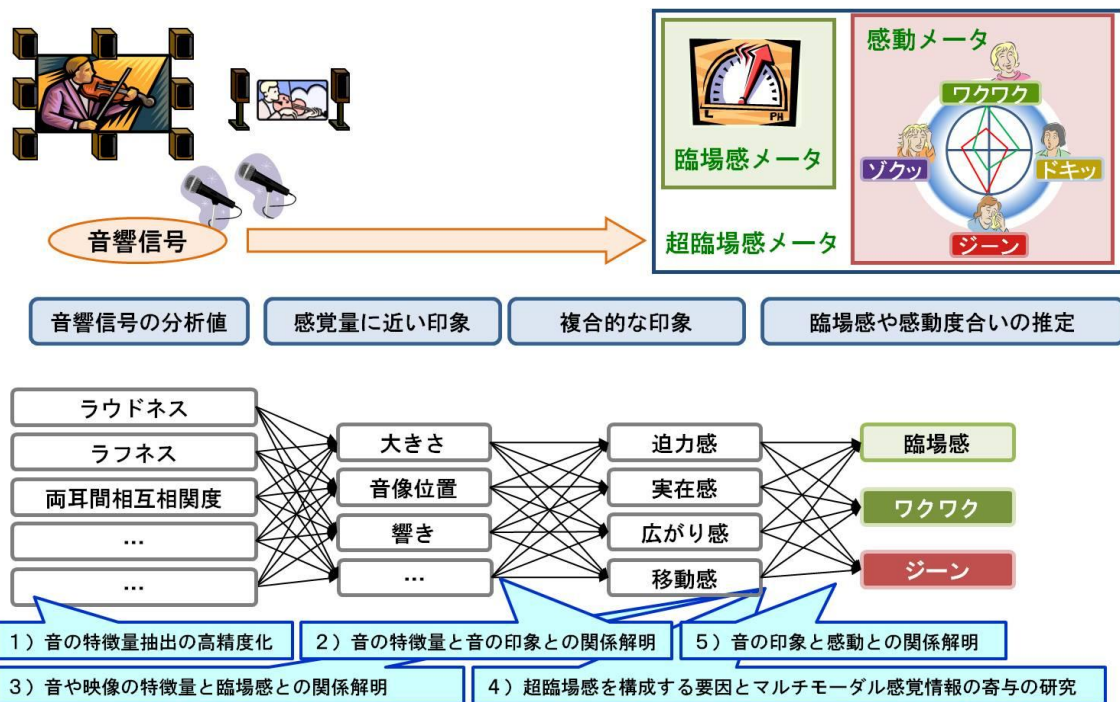 感動メータ
ワクワク
L PH
臨場感メータ
ゾクッ
ドキッ
音響信号
超臨場感メータ
ジーン
音響信号の分析値
感覚量に近い印象
複合的な印象
臨場感や感動度合いの推定
ラウドネス
ラフネス
両耳間相互相関度
…
…
大きさ
音像位置
響き
…
迫力感
実在感
広がり感
移動感
臨場感
ワクワク
ジーン
1）音の特徴量抽出の高精度化
2）音の特徴量と音の印象との関係解明
5）音の印象と感動との関係解明
3）音や映像の特徴量と臨場感との関係解明
4）超臨場感を構成する要因とマルチモーダル感覚情報の寄与の研究